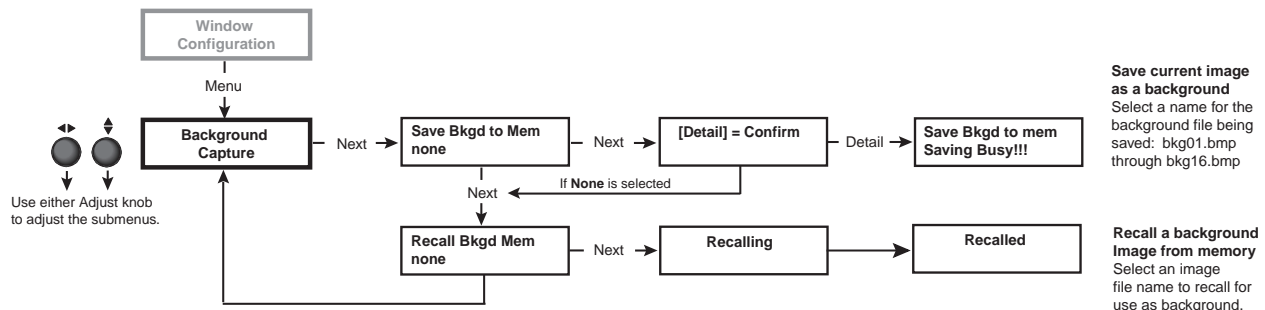 Window
Configuration
Menu
Background
Capture
Next
Save Bkgd to Mem
none
Next
[Detail] = Confirm
Detail
Save Bkgd to mem
Saving Busy!!!
Save current image
as a background
Select a name for the
background file being
saved: bkg01.bmp
through bkg16.bmp
Use either Adjust knob
to adjust the submenus.
If None is selected
Next
Recall Bkgd Mem
none
Next
Recalling
Recalled
Recall a background
Image from memory
Select an image
file name to recall for
use as background.